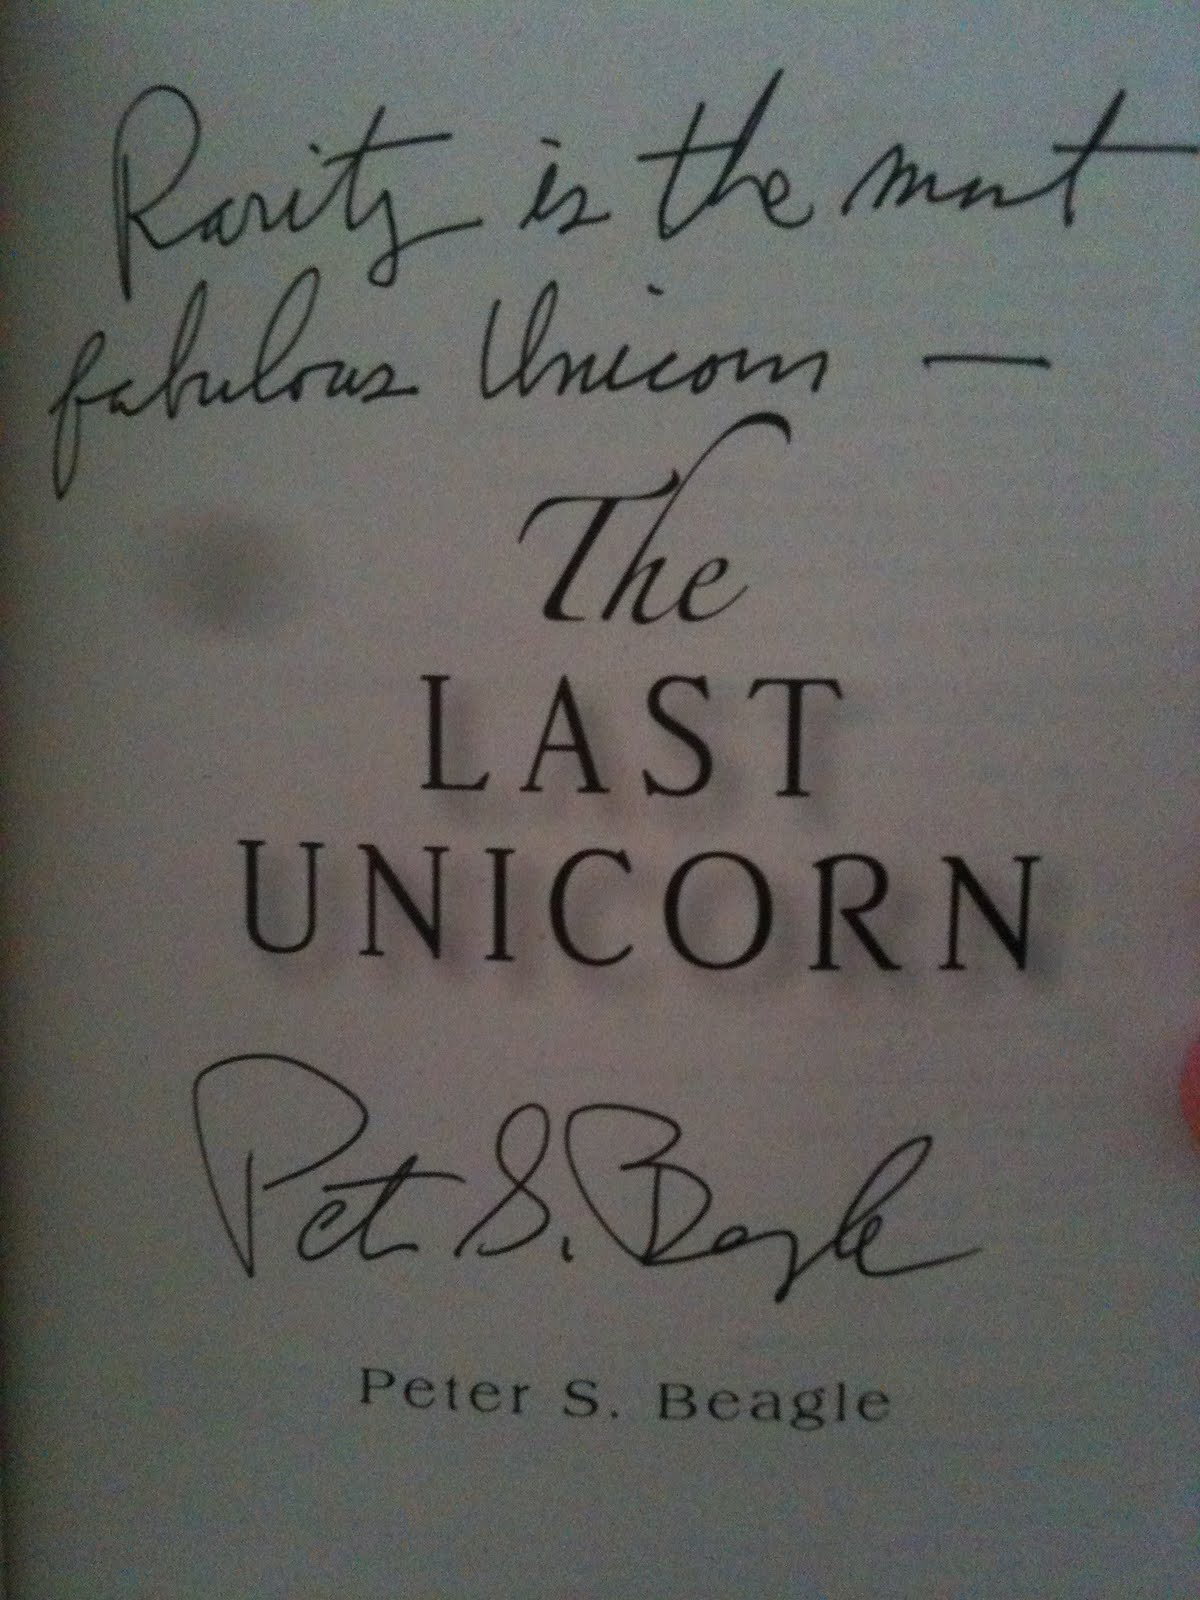 Rarity is the most
fabulous Unicorn —
The
LAST
UNICORN
Peter S. Beagle
Peter S. Beagle